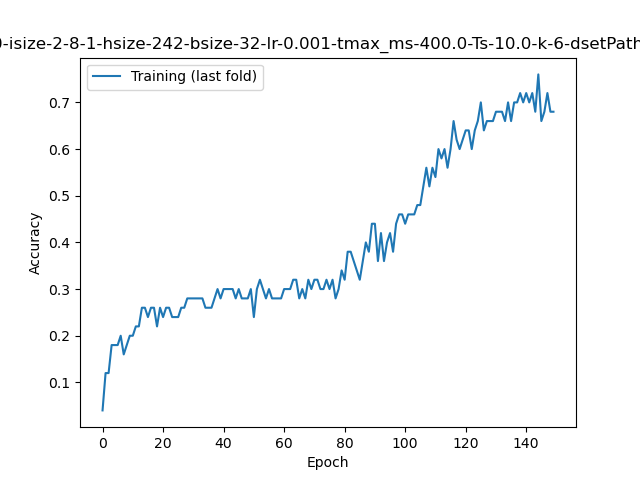 0-isize-2-8-1-hsize-242-bsize-32-lr-0.001-tmax_ms-400.0-Ts-10.0-k-6-dsetPath
Training (last fold)
0.7
0.6
0.5
0.4
0.3
0.2
0.1
Accuracy
0 20 40 60 80 100 120 140
Epoch